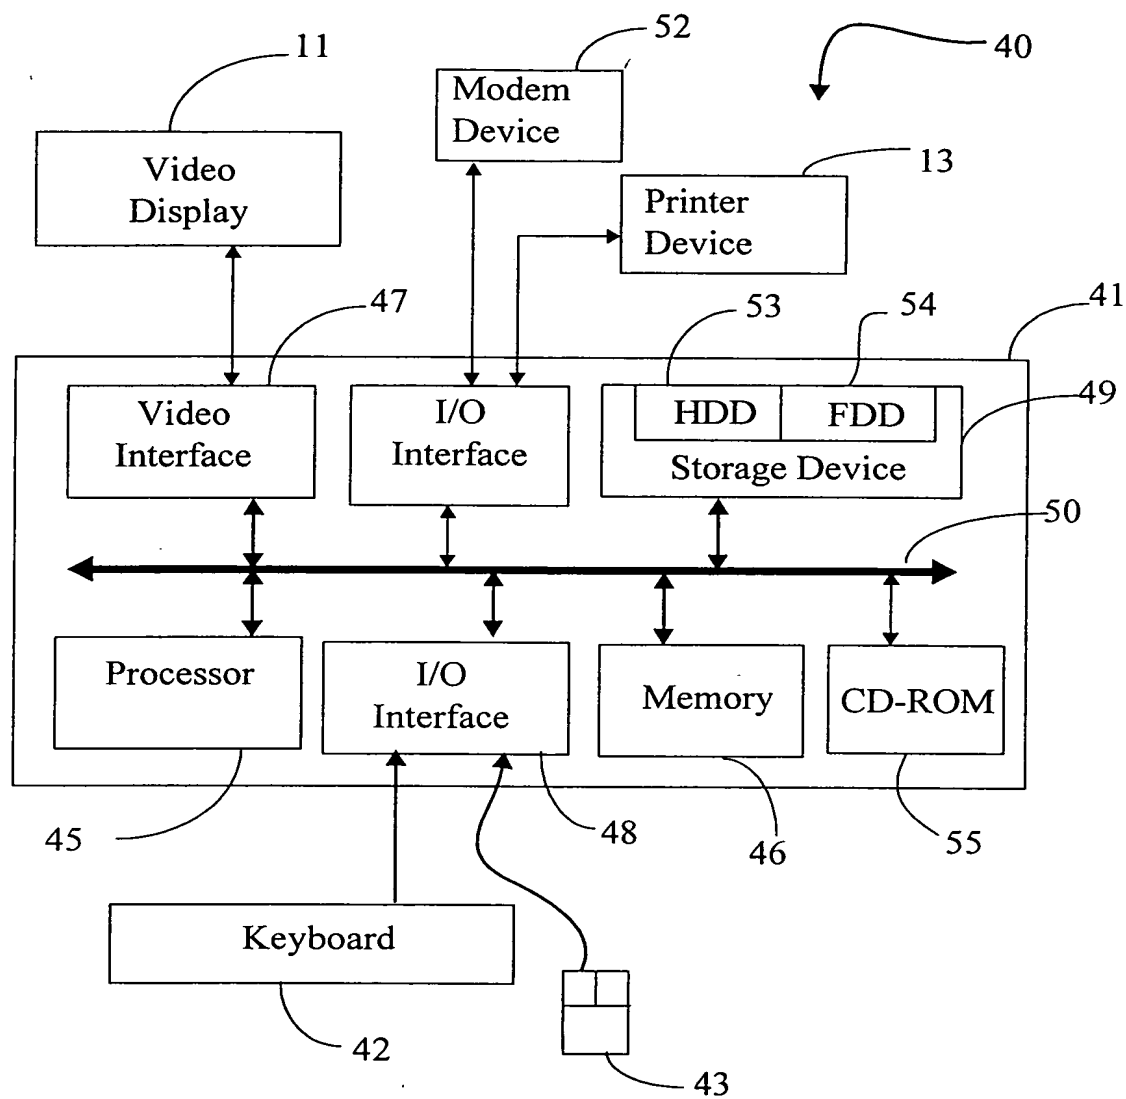 11
52
40
Modem
Device
Video
Display
13
Printer
Device
47
53
54
41
Video
Interface
I/O
Interface
HDD
FDD
Storage Device
49
50
Processor
I/O
Interface
Memory
CD-ROM
45
48
46
55
Keyboard
42
43